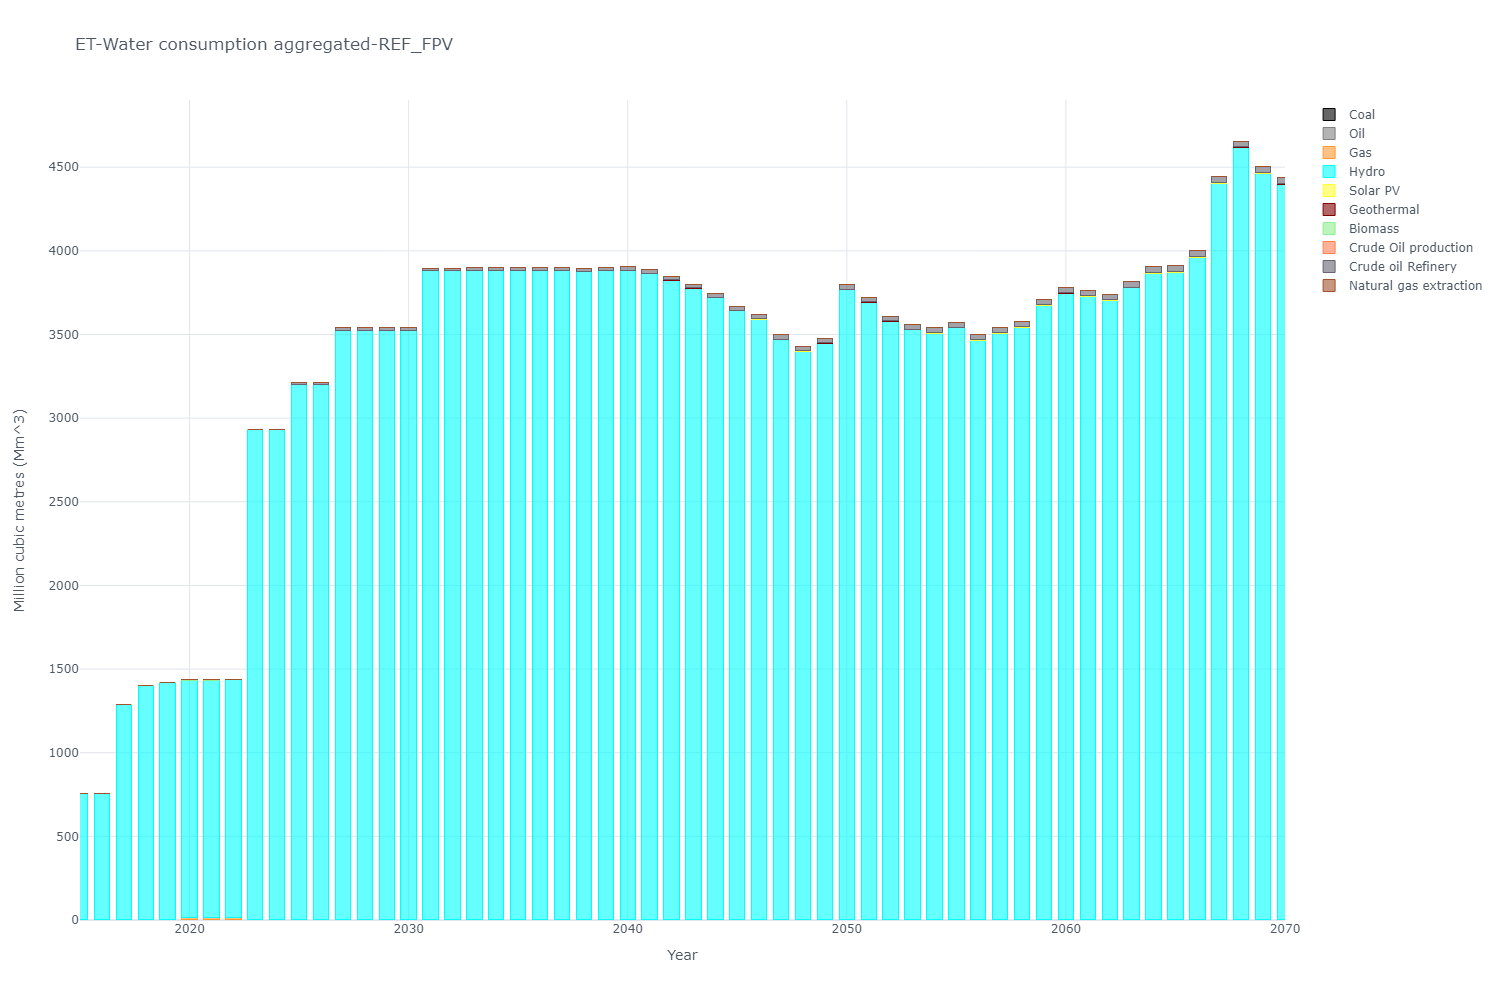 ET-Water consumption aggregated-REF_FPV
Coal
Oil
Gas
Hydro
Solar PV
Geothermal
Biomass
Crude Oil production
Crude oil Refinery
Natural gas extraction
4500
4000
3500
3000
2500
2000
1500
1000
500
0
Million cubic metres (Mm^3)
2020
2030
2040
2050
2060
2070
Year